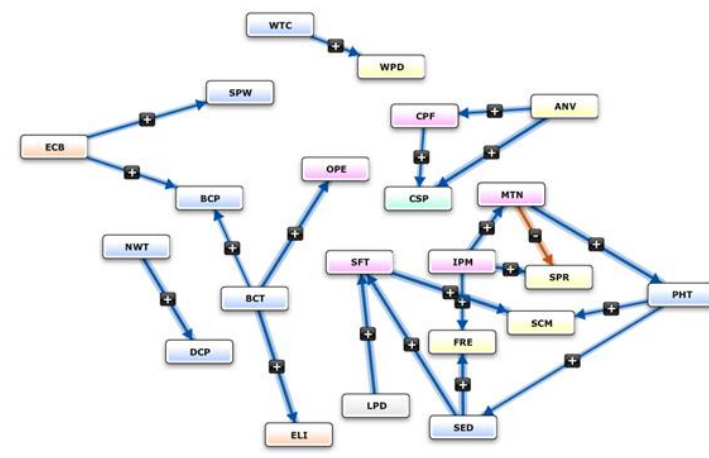 WTC
+
WPD
SPW
+
ANV
+
CPF
ECB
+
+
+
OPE
CSP
MTN
BCP
+
-
+
NWT
+
+
SFT
IPM
+
SPR
+
+
BCT
PHT
+
+
SCM
+
FRE
DCP
+
+
+
+
+
LPD
SED
ELI